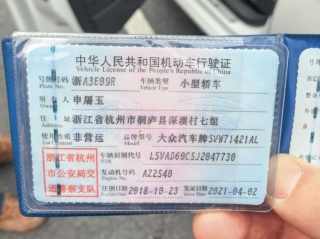 中华人民共和国机动车行驶证
Vehicle License of the People's Republic of China
号牌号码 浙A3E09R 车辆类型 小型轿车
Plate No. Vehicle Type
所有人 申屠玉
Owner
住址 浙江省杭州市桐庐县深澳村七组
Address
使用性质 非营运 品牌型号 大众汽车牌SVW71421AL
Use Character Model
浙江省杭州市公安局交通警察支队
车辆识别代号 LSVAD60C5J2047730
VIN
发动机号码 AZ2540
Engine No.
注册日期 2018-10-23 发证日期 2021-04-02
Register Date Issue Date